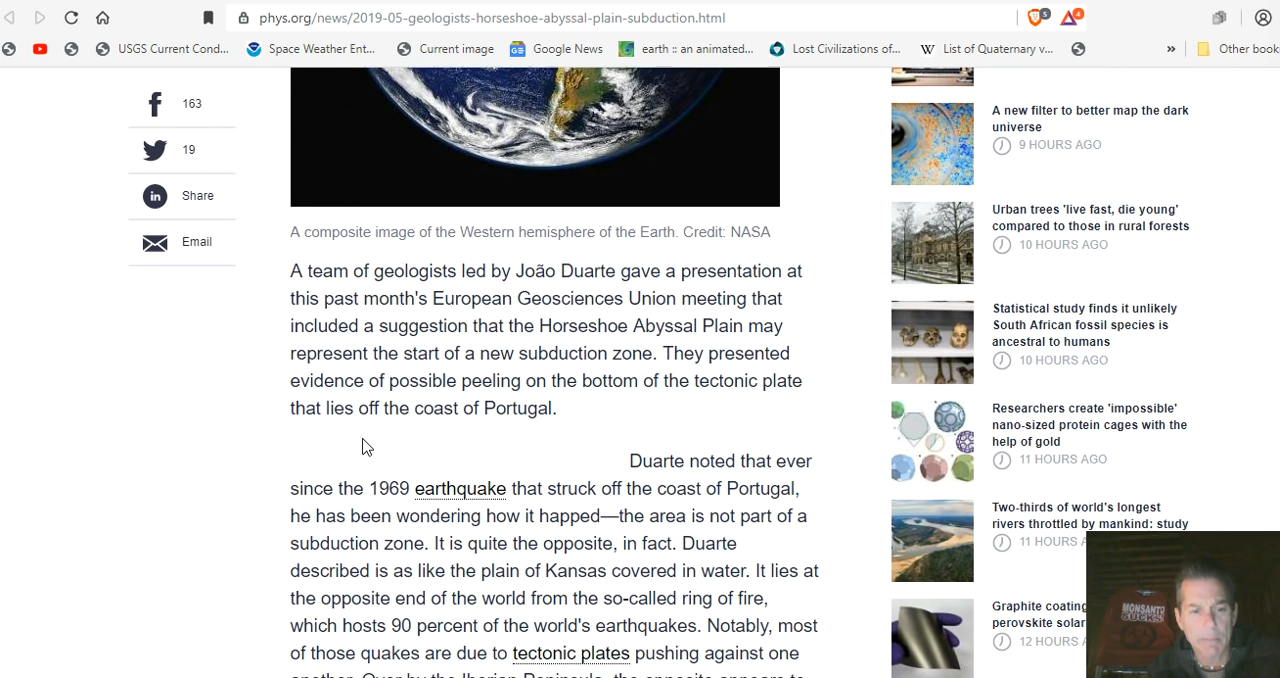 phys.org/news/2019-05-geologists-horseshoe-abyssal-plain-subduction.html
5
4
USGS Current Cond...
Space Weather Ent...
Current image
Google News
earth :: an animated...
Lost Civilizations of...
List of Quaternary v...
»
Other book
163
19
Share
Email
A composite image of the Western hemisphere of the Earth. Credit: NASA
A team of geologists led by João Duarte gave a presentation at
this past month's European Geosciences Union meeting that
included a suggestion that the Horseshoe Abyssal Plain may
represent the start of a new subduction zone. They presented
evidence of possible peeling on the bottom of the tectonic plate
that lies off the coast of Portugal.
Duarte noted that ever
since the 1969 earthquake that struck off the coast of Portugal,
he has been wondering how it happed—the area is not part of a
subduction zone. It is quite the opposite, in fact. Duarte
described is as like the plain of Kansas covered in water. It lies at
the opposite end of the world from the so-called ring of fire,
which hosts 90 percent of the world's earthquakes. Notably, most
of those quakes are due to tectonic plates pushing against one
another. Over by the Iberian Peninsula, the opposite appears to
A new filter to better map the dark
universe
9 HOURS AGO
Urban trees 'live fast, die young'
compared to those in rural forests
10 HOURS AGO
Statistical study finds it unlikely
South African fossil species is
ancestral to humans
10 HOURS AGO
Researchers create 'impossible'
nano-sized protein cages with the
help of gold
11 HOURS AGO
Two-thirds of world's longest
rivers throttled by mankind: study
11 HOURS A
Graphite coating
perovskite solar
12 HOURS A
MONSANTO
SUCKS!